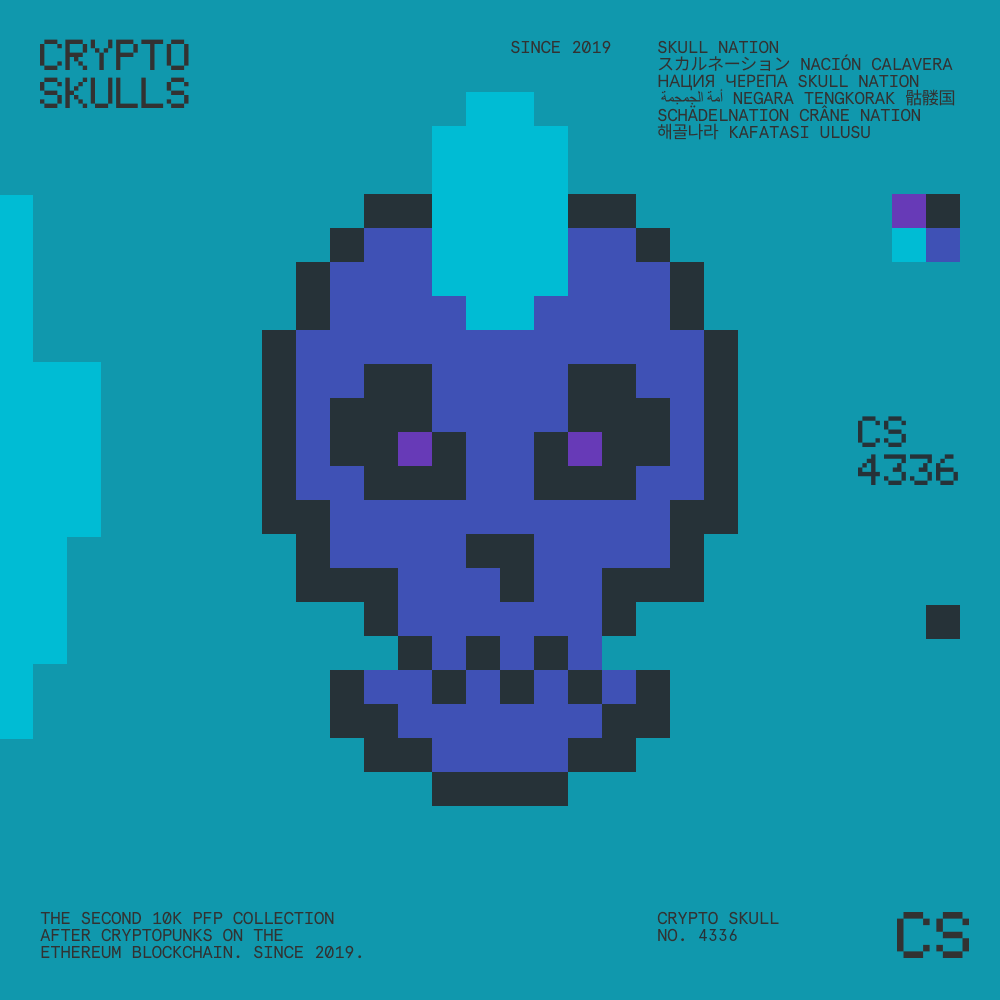 CRYPTO
SKULLS
SINCE 2019
SKULL NATION
スカルネーション NACIÓN CALAVERA
НАЦИЯ ЧЕРЕПА SKULL NATION
أمة الجمجمة NEGARA TENGKORAK 骷髅国
SCHÄDELNATION CRÂNE NATION
해골나라 KAFATASI ULUSU
CS
4336
THE SECOND 10K PFP COLLECTION
AFTER CRYPTOPUNKS ON THE
ETHEREUM BLOCKCHAIN. SINCE 2019.
CRYPTO SKULL
NO. 4336
CS